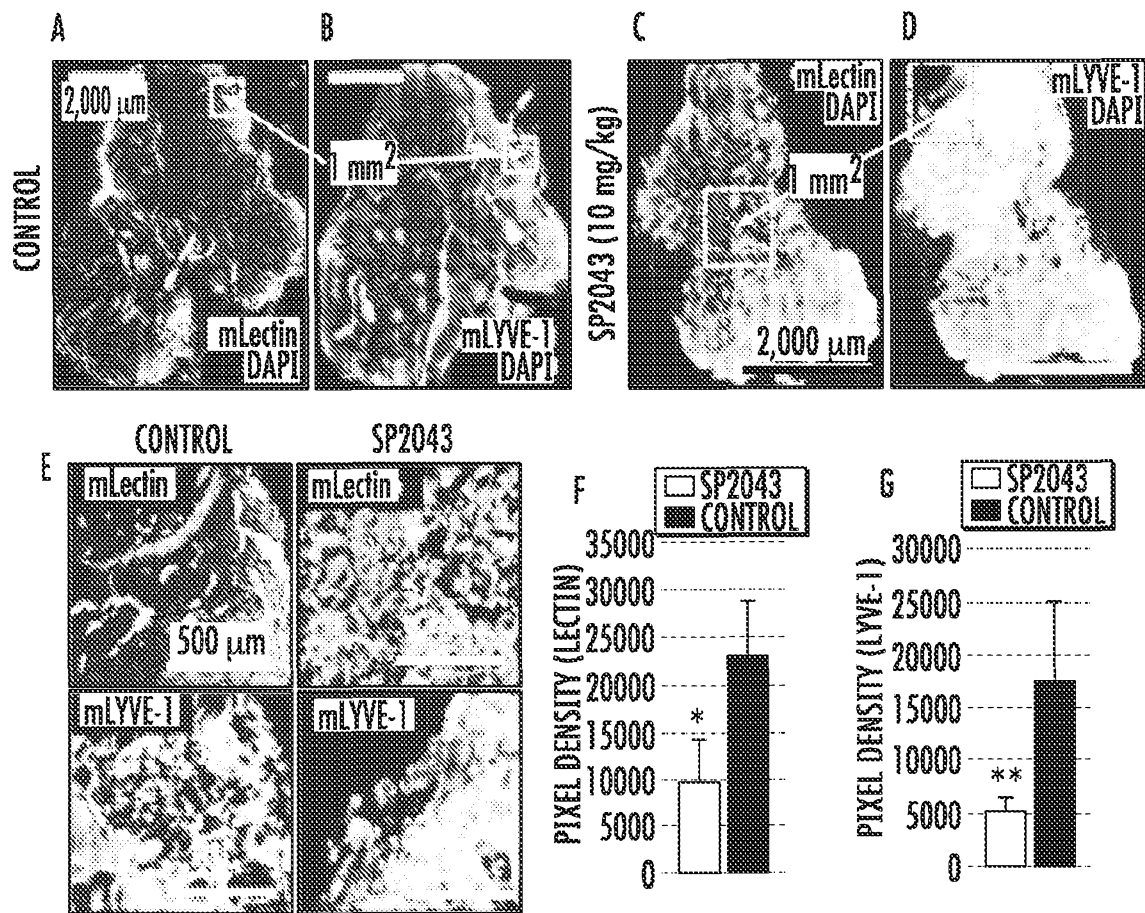 A
B
C
D
CONTROL
2,000 µm
mLectin
DAPI
1 mm²
mLYVE-1
DAPI
SP2043 (10 mg/kg)
mLectin
DAPI
2,000 µm
1 mm²
mLYVE-1
DAPI
E
CONTROL
SP2043
mLectin
500 µm
mLectin
mLYVE-1
mLYVE-1
F
SP2043
CONTROL
PIXEL DENSITY (LECTIN)
35000
30000
25000
20000
15000
10000
5000
0
*
G
SP2043
CONTROL
PIXEL DENSITY (LYVE-1)
30000
25000
20000
15000
10000
5000
0
**